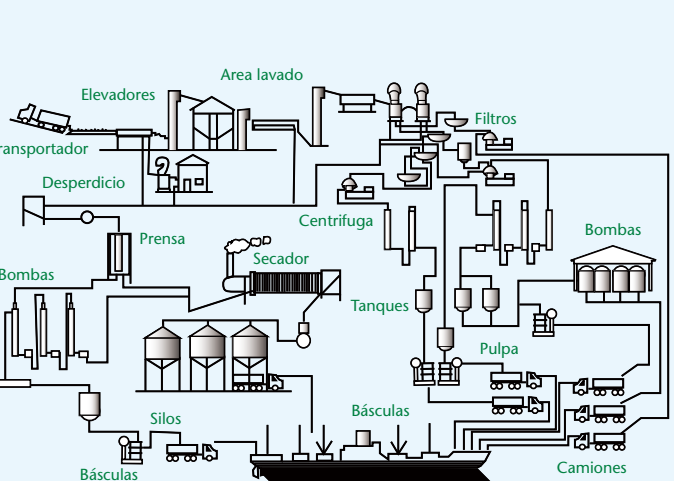 Area lavado
Elevadores
Filtros
ransportador
Desperdicio
Centrifuga
Prensa
Bombas
Secador
Bombas
Tanques
Pulpa
Silos
Básculas
Básculas
Camiones